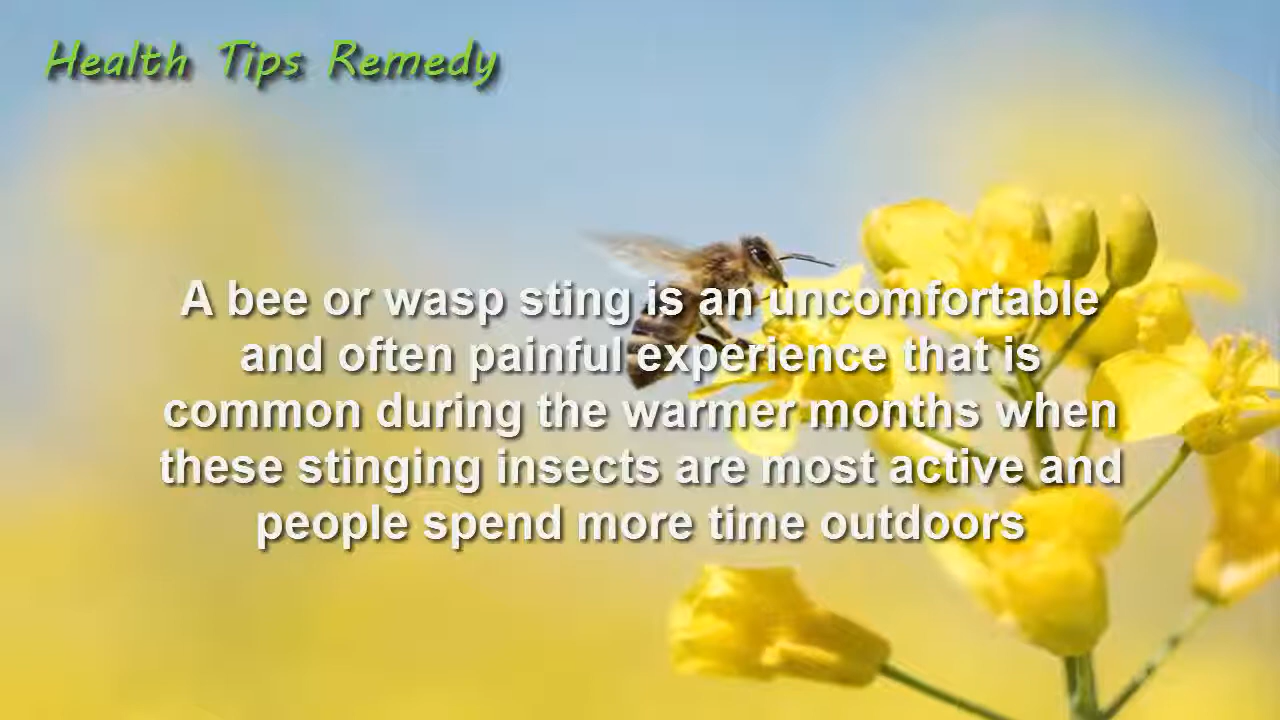 Health Tips Remedy
A bee or wasp sting is an uncomfortable
and often painful experience that is
common during the warmer months when
these stinging insects are most active and
people spend more time outdoors